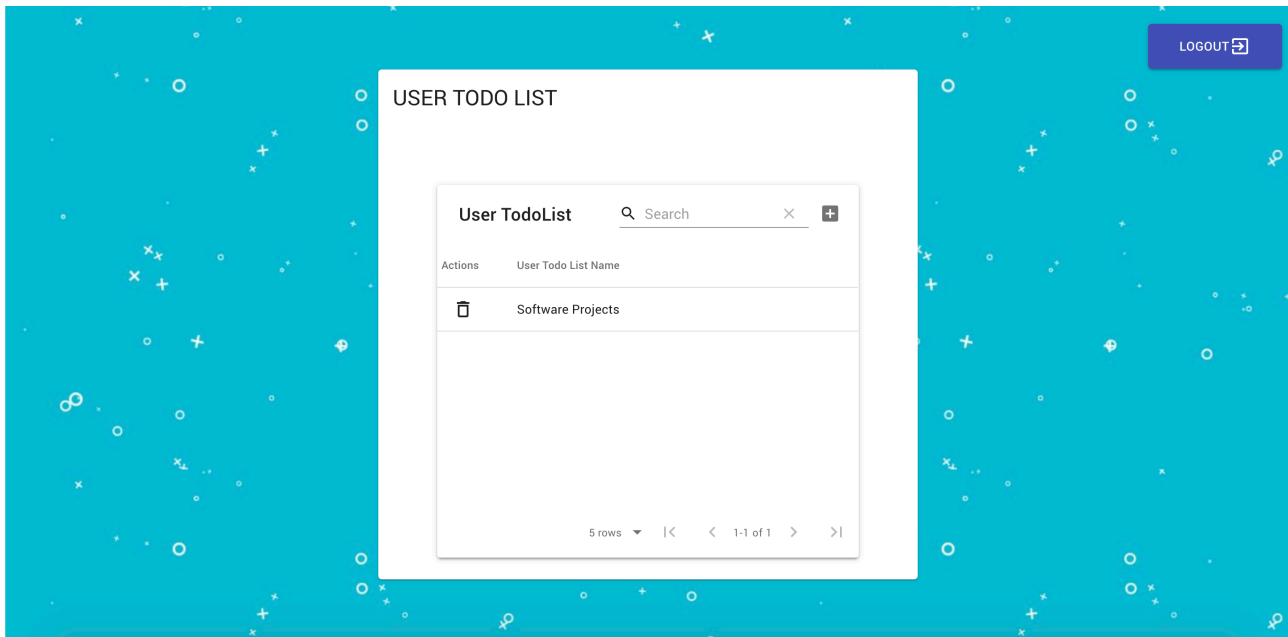 LOGOUT
USER TODO LIST
User TodoList Search
Actions User Todo List Name
Software Projects
5 rows 1-1 of 1